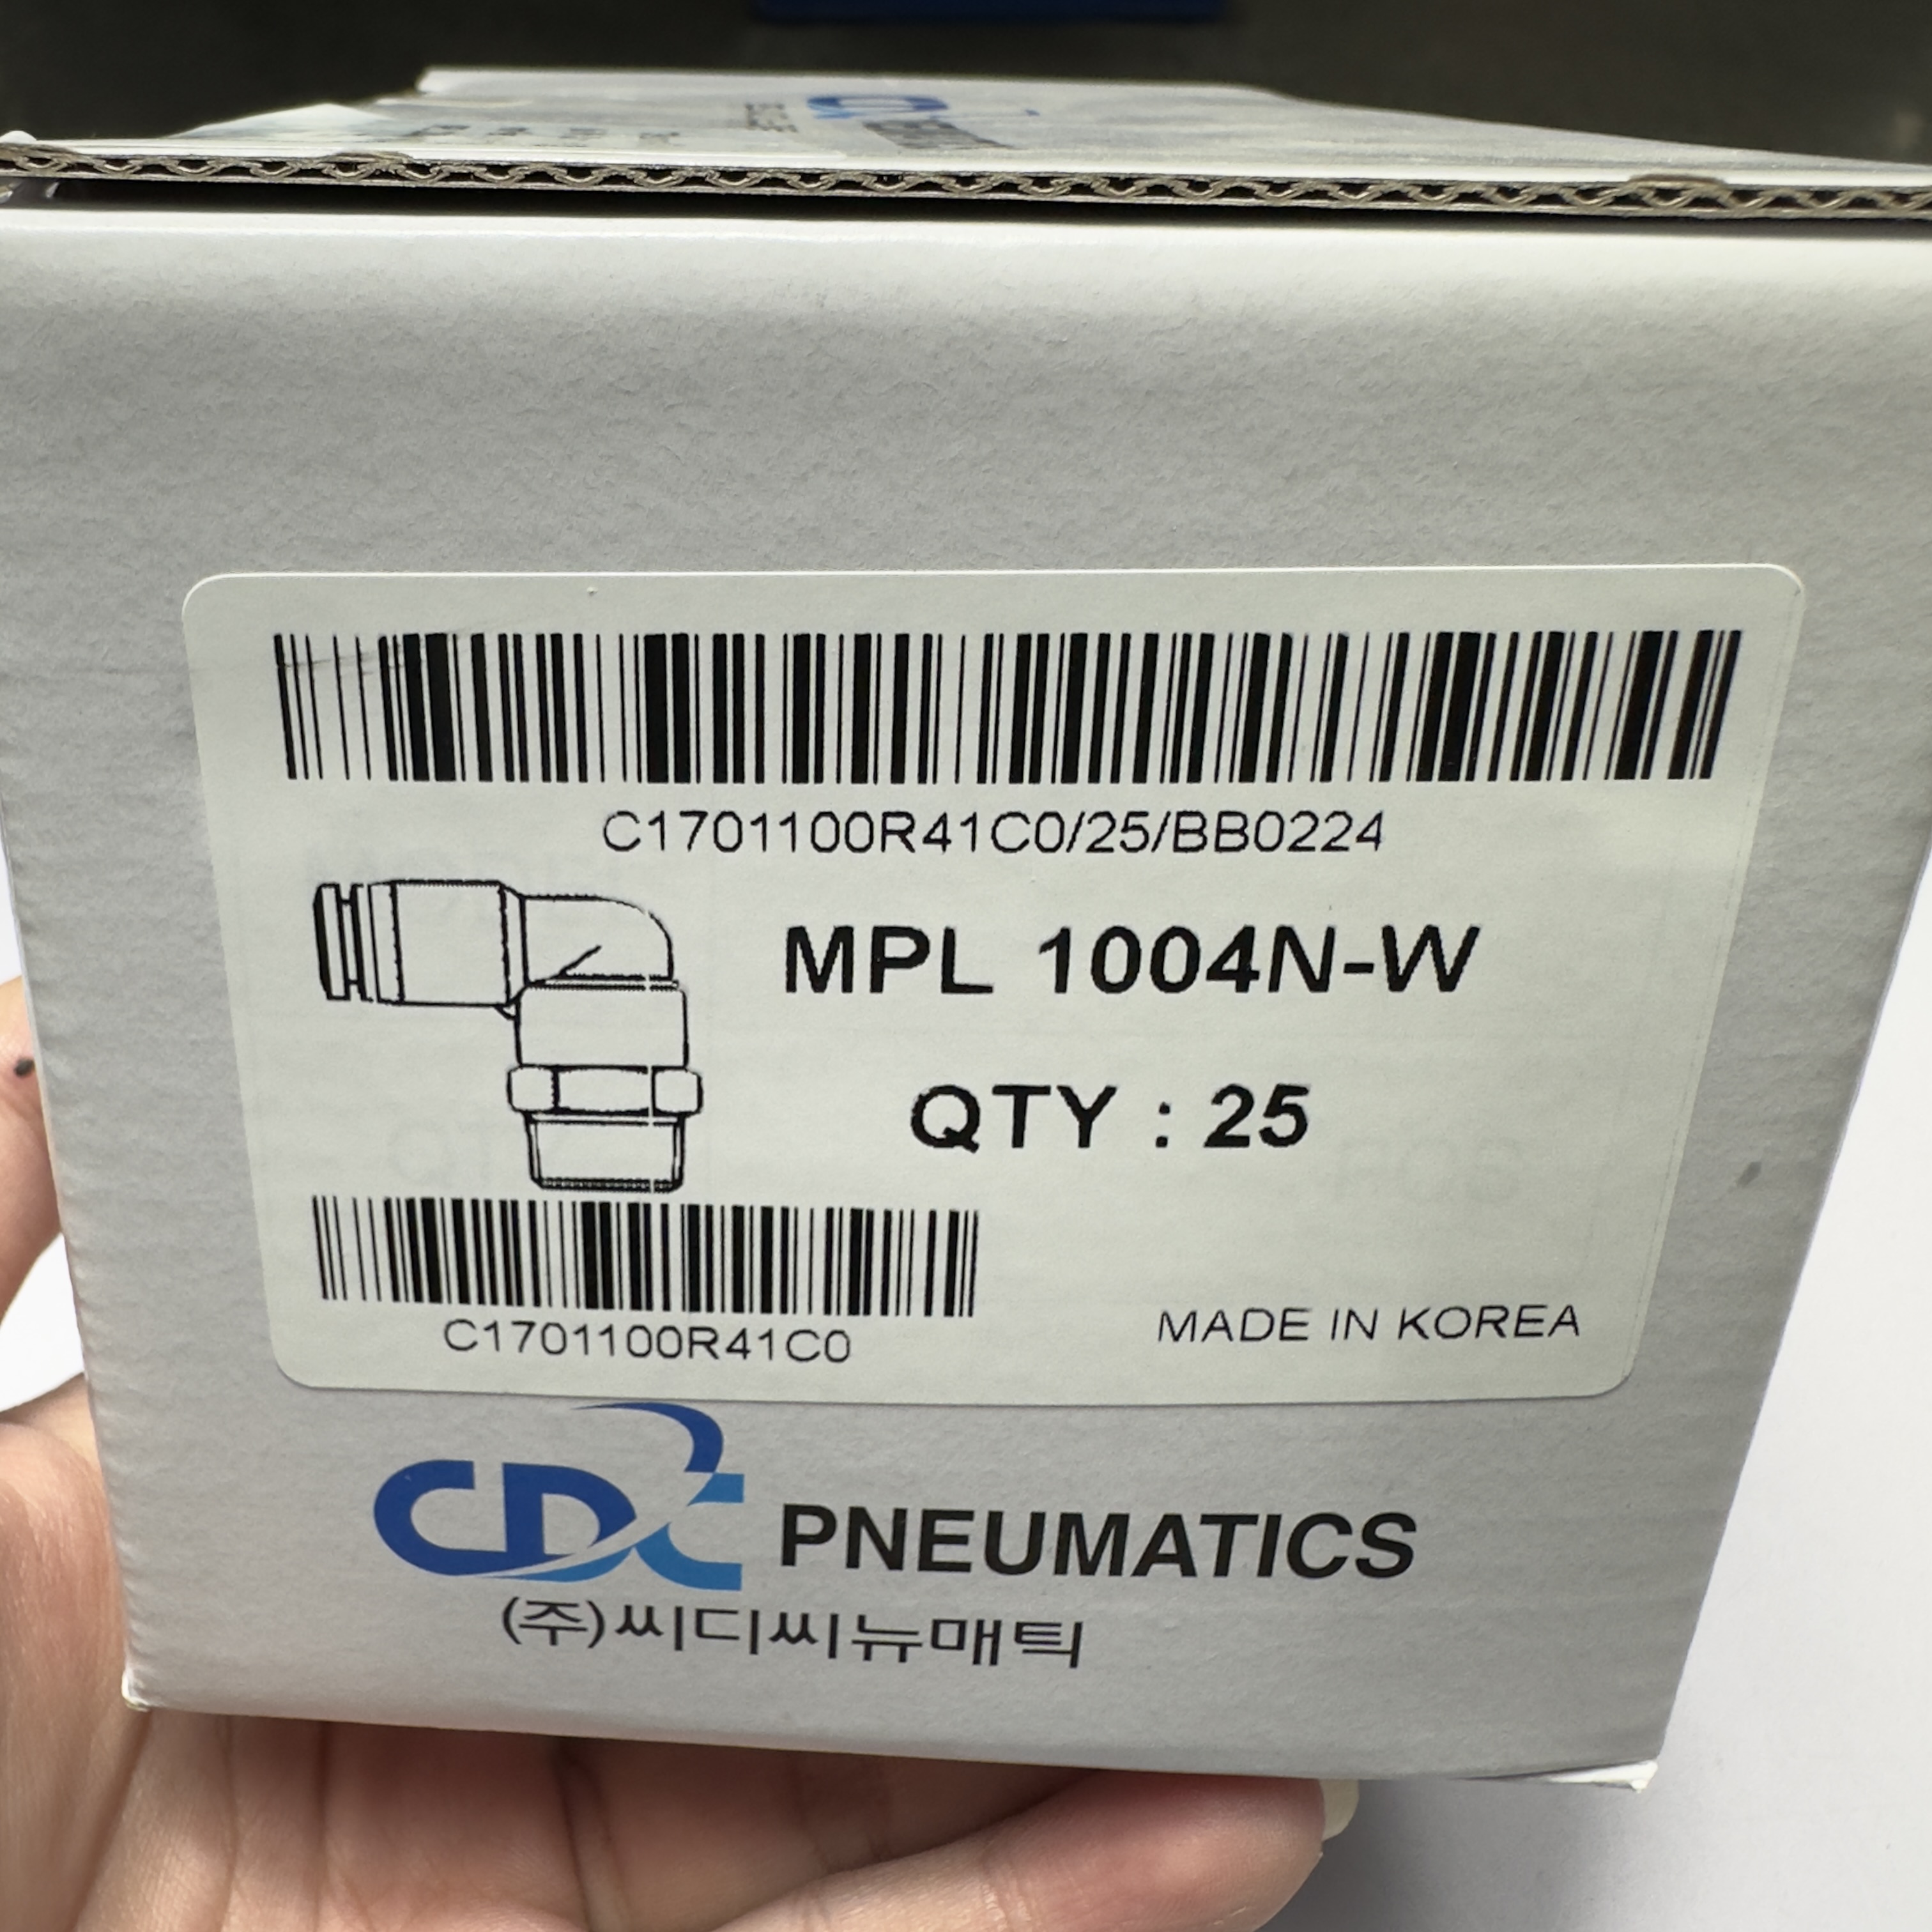 C1701100R41C0/25/BB0224
MPL 1004N-W
QTY : 25
C1701100R41C0
MADE IN KOREA
CDC PNEUMATICS
(주)씨디씨뉴매틱